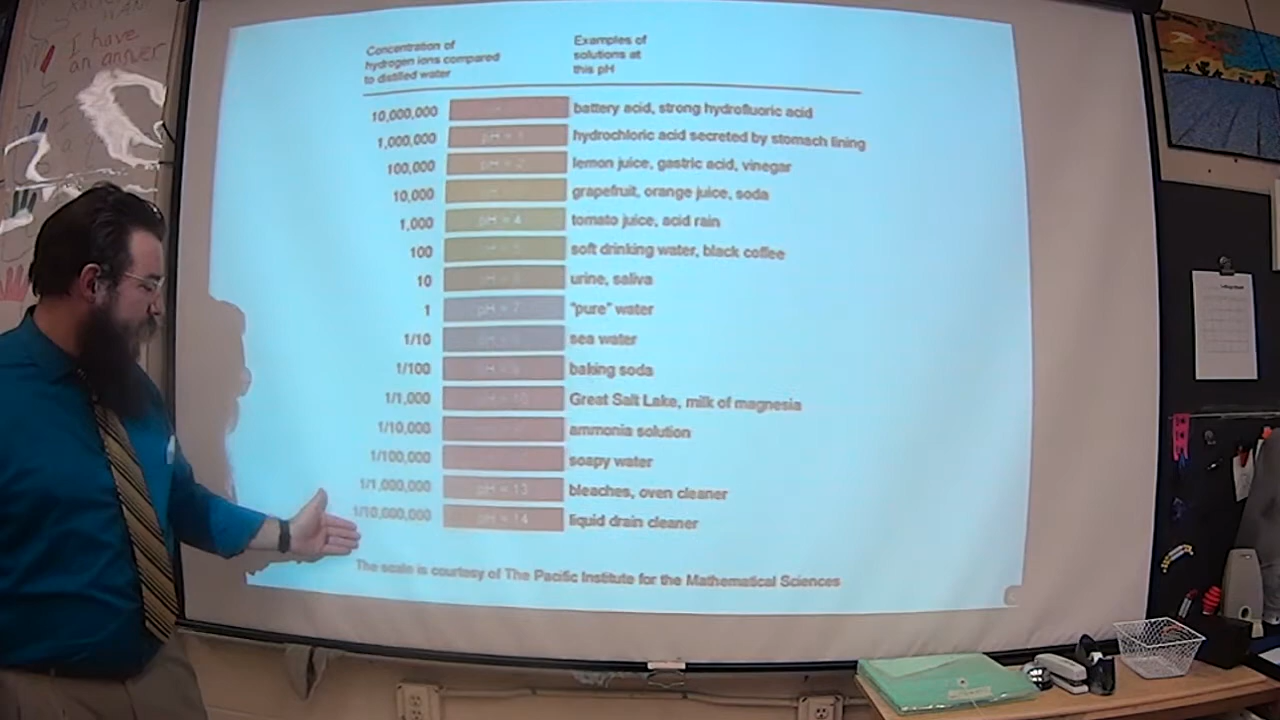 I have
an answer
Concentration of
hydrogen ions compared
to distilled water
Examples of
solutions at
this pH
10,000,000 battery acid, strong hydrofluoric acid
1,000,000 pH = 1 hydrochloric acid secreted by stomach lining
100,000 pH = 2 lemon juice, gastric acid, vinegar
10,000 grapefruit, orange juice, soda
1,000 pH = 4 tomato juice, acid rain
100 soft drinking water, black coffee
10 urine, saliva
1 pH = 7 "pure" water
1/10 sea water
1/100 baking soda
1/1,000 pH = 10 Great Salt Lake, milk of magnesia
1/10,000 ammonia solution
1/100,000 soapy water
1/1,000,000 pH = 13 bleaches, oven cleaner
1/10,000,000 pH = 14 liquid drain cleaner
The scale is courtesy of The Pacific Institute for the Mathematical Sciences